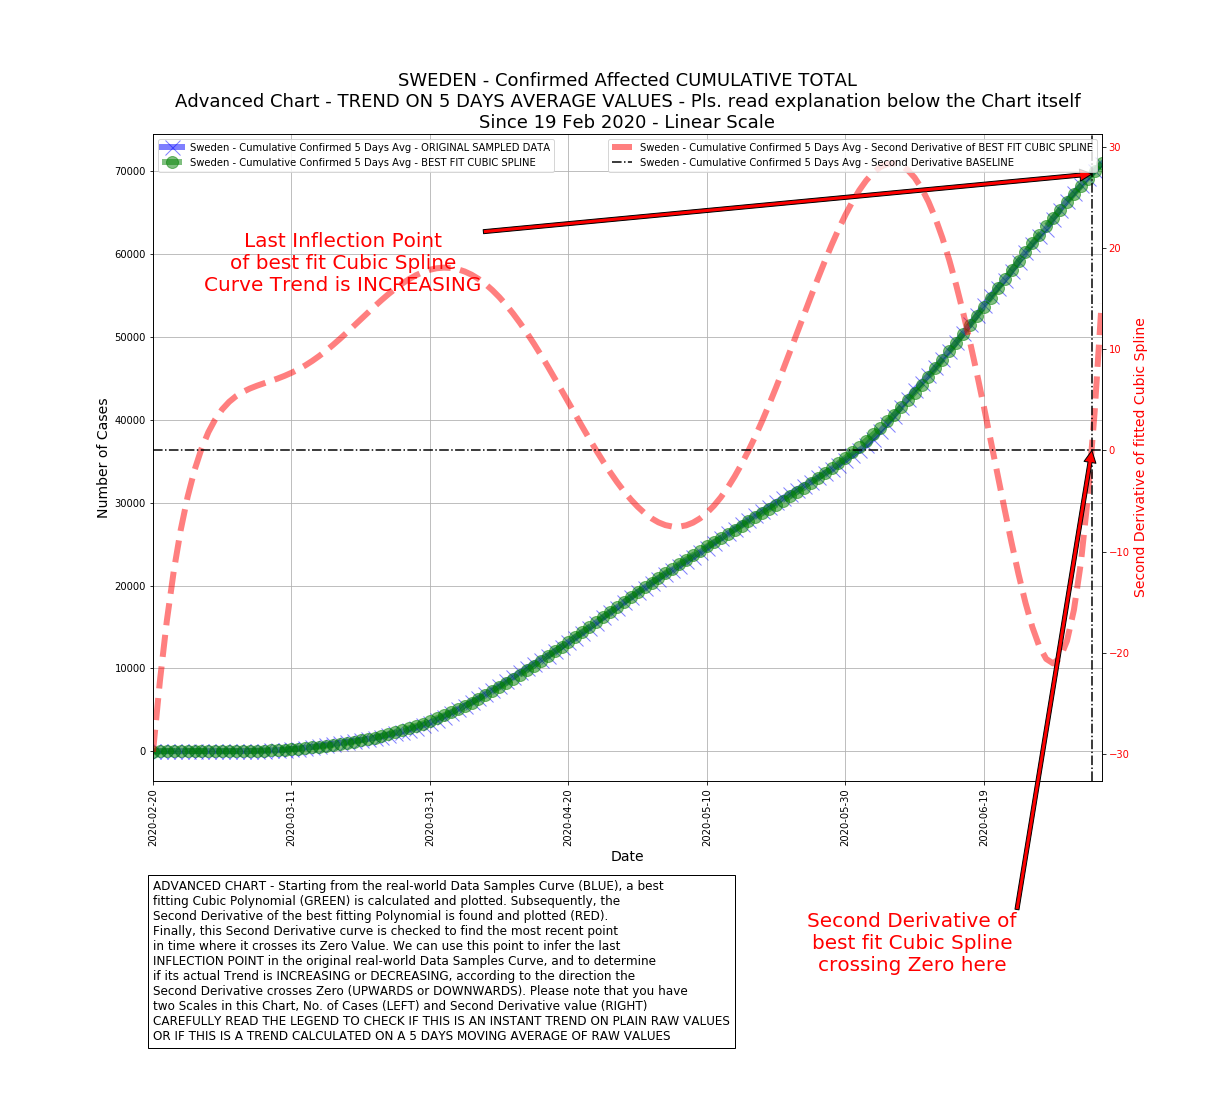 SWEDEN - Confirmed Affected CUMULATIVE TOTAL
Advanced Chart - TREND ON 5 DAYS AVERAGE VALUES - Pls. read explanation below the Chart itself
Since 19 Feb 2020 - Linear Scale
Sweden - Cumulative Confirmed 5 Days Avg - ORIGINAL SAMPLED DATA
Sweden - Cumulative Confirmed 5 Days Avg - BEST FIT CUBIC SPLINE
Sweden - Cumulative Confirmed 5 Days Avg - Second Derivative of BEST FIT CUBIC SPLINE
Sweden - Cumulative Confirmed 5 Days Avg - Second Derivative BASELINE
Last Inflection Point
of best fit Cubic Spline
Curve Trend is INCREASING
Number of Cases
70000
60000
50000
40000
30000
20000
10000
0
30
20
10
0
−10
−20
−30
Second Derivative of fitted Cubic Spline
2020-02-20
2020-03-11
2020-03-31
2020-04-20
2020-05-10
2020-05-30
2020-06-19
Date
ADVANCED CHART - Starting from the real-world Data Samples Curve (BLUE), a best
fitting Cubic Polynomial (GREEN) is calculated and plotted. Subsequently, the
Second Derivative of the best fitting Polynomial is found and plotted (RED).
Finally, this Second Derivative curve is checked to find the most recent point
in time where it crosses its Zero Value. We can use this point to infer the last
INFLECTION POINT in the original real-world Data Samples Curve, and to determine
if its actual Trend is INCREASING or DECREASING, according to the direction the
Second Derivative crosses Zero (UPWARDS or DOWNWARDS). Please note that you have
two Scales in this Chart, No. of Cases (LEFT) and Second Derivative value (RIGHT)
CAREFULLY READ THE LEGEND TO CHECK IF THIS IS AN INSTANT TREND ON PLAIN RAW VALUES
OR IF THIS IS A TREND CALCULATED ON A 5 DAYS MOVING AVERAGE OF RAW VALUES
Second Derivative of
best fit Cubic Spline
crossing Zero here